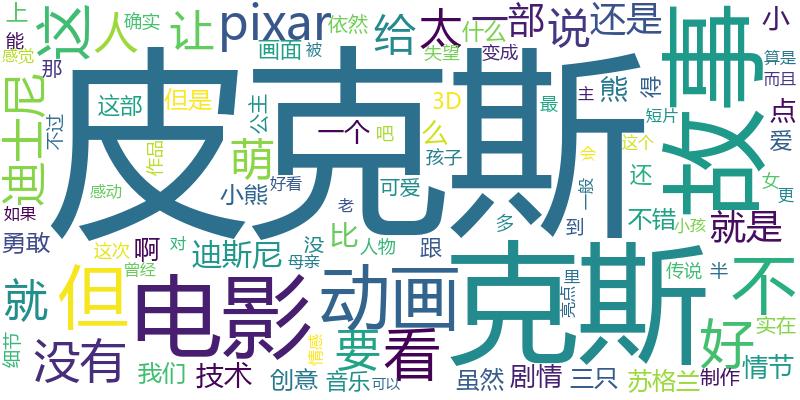 上
这
人
确实
让
pixar
依然
给
太
什么
一部
说
还是
故事
小
能
感觉
那
画面
被
失望
变成
算是
而且
迪士尼
不过
这部
但是
公主
皮克斯
3D
最
主
熊
得
短片
点
是
爱
作品
萌
一个
吧
么
孩子
会
这个
感动
小熊
好看
可爱
一般
还
女
更
如果
老
多
到
不错
小孩
就是
勇敢
这次
啊
对
迪斯尼
没
母亲
比
人物
跟
曾经
就
但
电影
动画
克斯
里
亮点
传说
半
不
细节
没有
情感
要
看
好
实在
我们
技术
创意
音乐
可以
虽然
剧情
三只
苏格兰
制作
情节